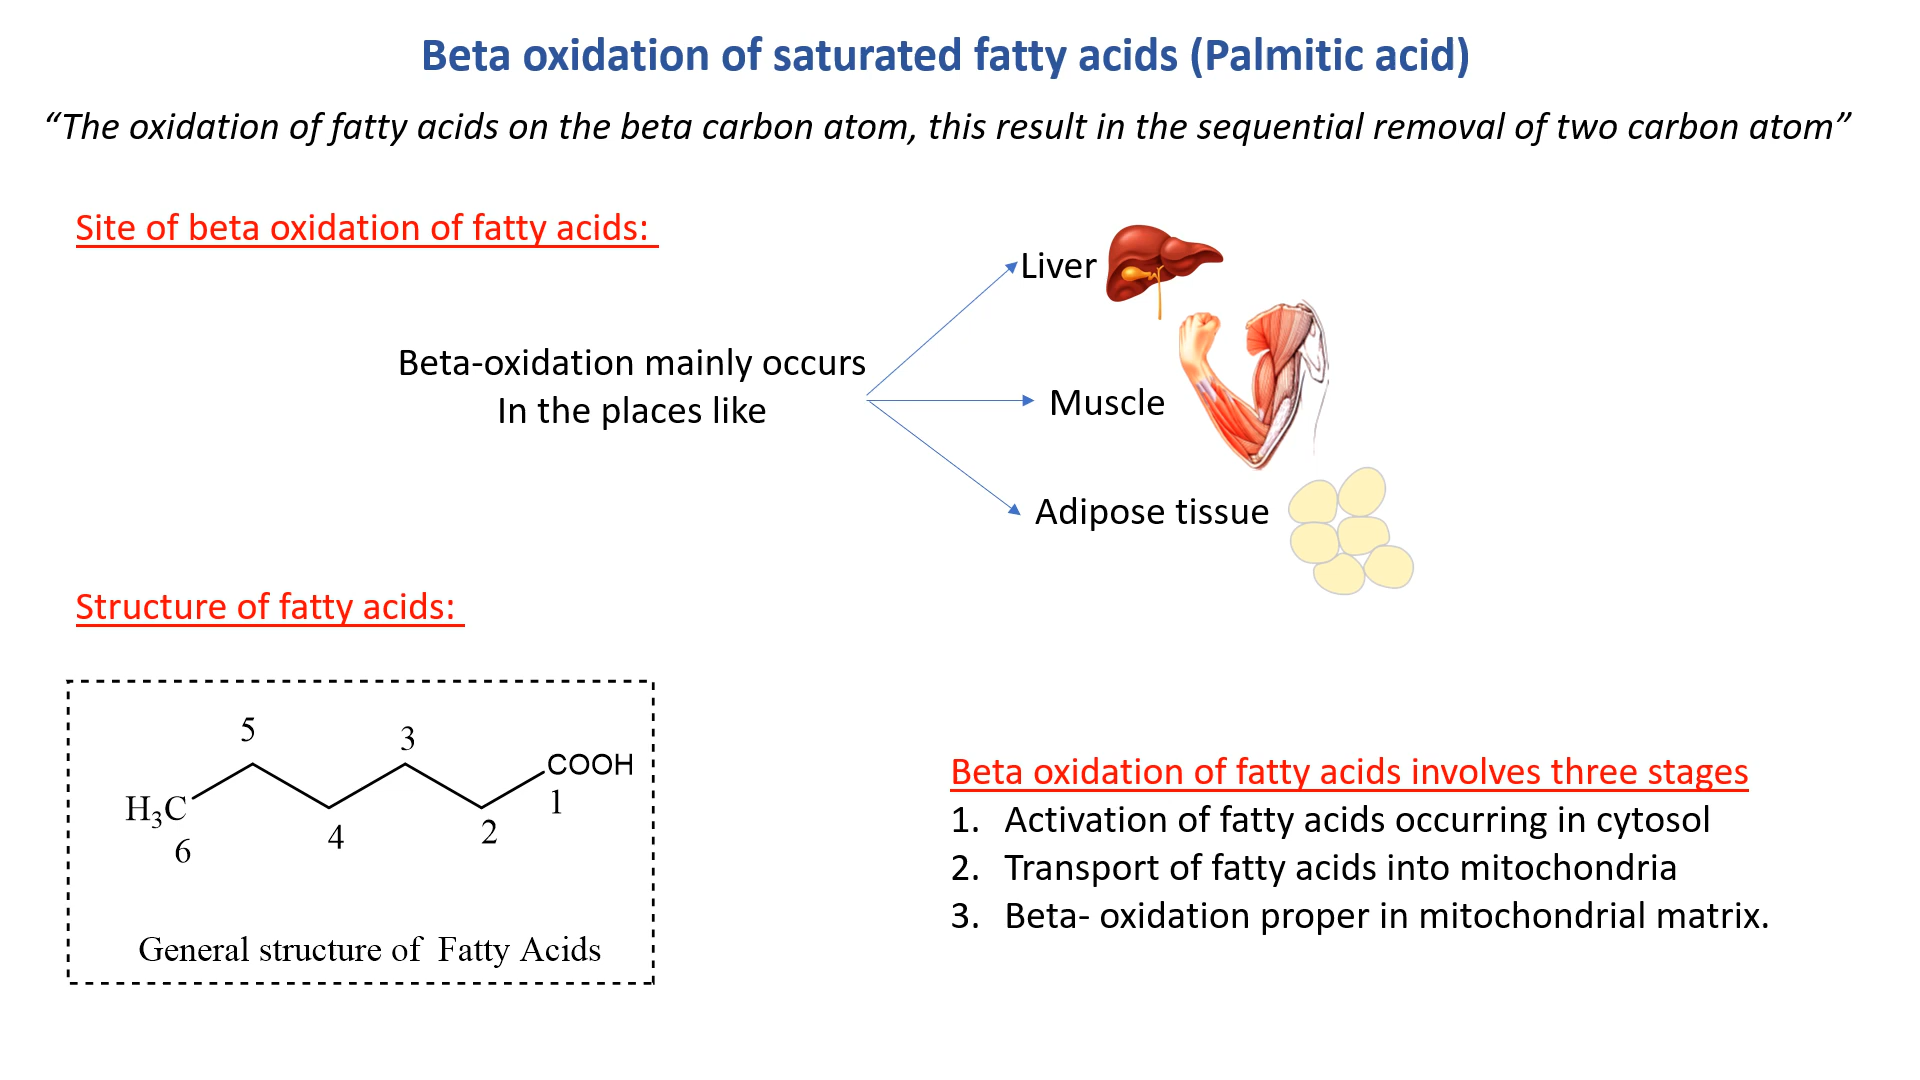 Beta oxidation of saturated fatty acids (Palmitic acid)
“The oxidation of fatty acids on the beta carbon atom, this result in the sequential removal of two carbon atom”
Site of beta oxidation of fatty acids:
Liver
Beta-oxidation mainly occurs
In the places like
Muscle
Adipose tissue
Structure of fatty acids:
5
3
COOH
H₃C
1
6
4
2
General structure of Fatty Acids
Beta oxidation of fatty acids involves three stages
1. Activation of fatty acids occurring in cytosol
2. Transport of fatty acids into mitochondria
3. Beta- oxidation proper in mitochondrial matrix.